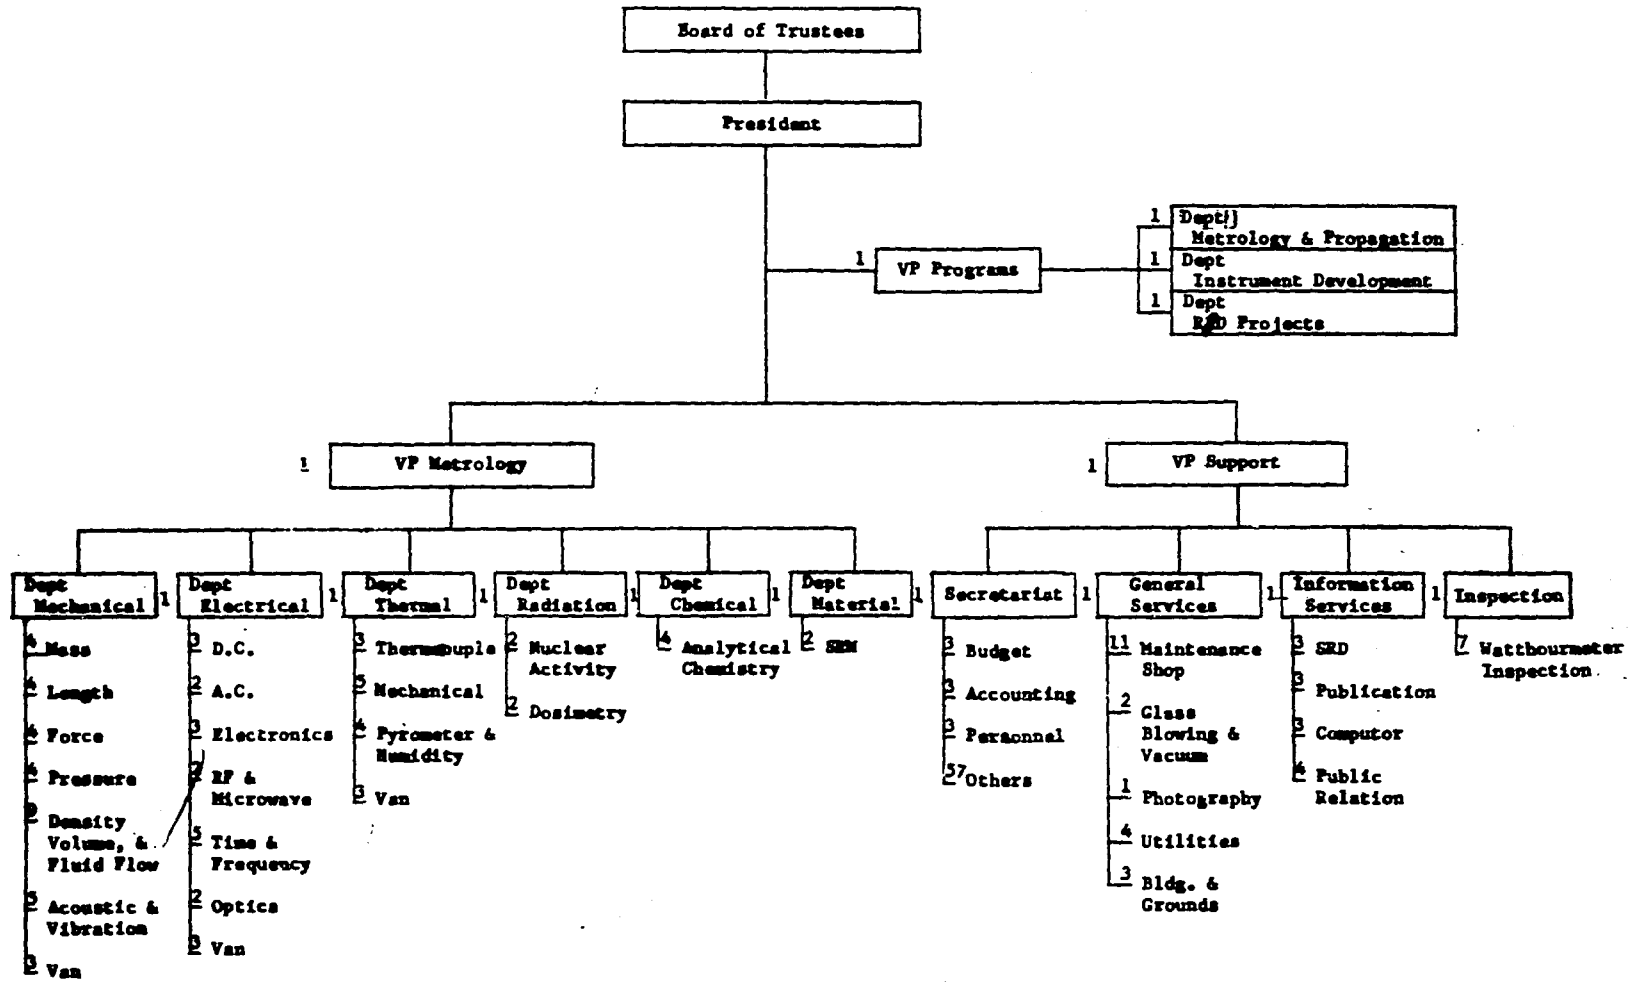 Board of Trustees
President
1 Dept
Metrology & Propagation
1 VP Programs
1 Dept
Instrument Development
1 Dept
R&D Projects
1 VP Metrology
1 VP Support
Dept
Mechanical
1 Dept
Electrical
1 Dept
Thermal
1 Dept
Radiation
1 Dept
Chemical
1 Dept
Material
1 Secretariat
1 General
Services
1 Information
Services
1 Inspection
4 Mass
4 Length
4 Force
4 Pressure
Density
Volume, &
Fluid Flow
5 Acoustic &
Vibration
3 Van
3 D.C.
2 A.C.
3 Electronics
RF &
Microwave
5 Time &
Frequency
2 Optics
3 Van
3 Thermocouple
5 Mechanical
4 Pyrometer &
Humidity
3 Van
2 Nuclear
Activity
2 Dosimetry
4 Analytical
Chemistry
2 SRM
3 Budget
3 Accounting
3 Personnel
57 Others
11 Maintenance
Shop
2 Glass
Blowing &
Vacuum
1 Photography
4 Utilities
3 Bldg. &
Grounds
3 SRD
3 Publication
3 Computor
4 Public
Relation
7 Watthourmeter
Inspection